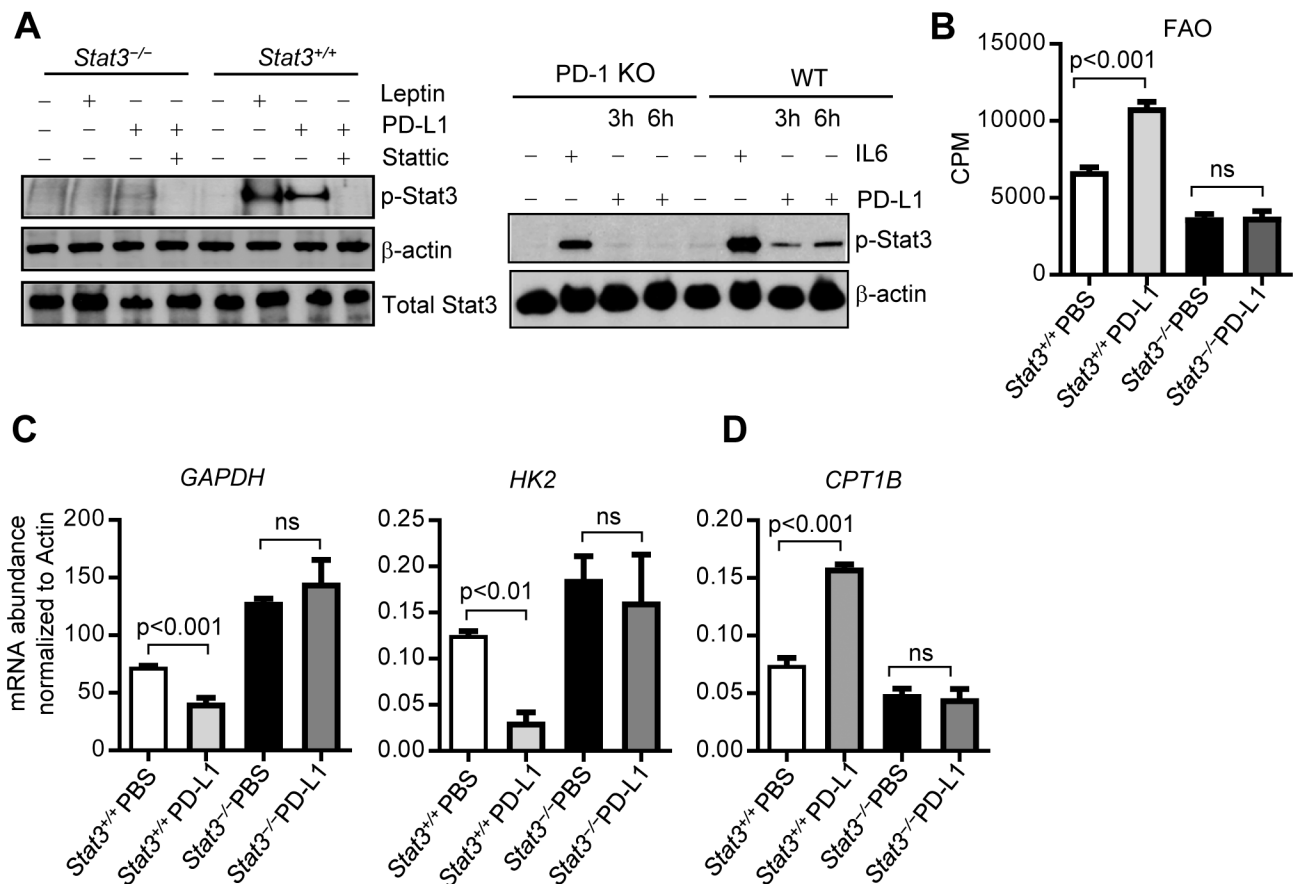 A
Stat3–/– Stat3+/+
– + – – – + – – Leptin
– – + + – – + + PD-L1
– – – + – – – + Stattic
p-Stat3
β-actin
Total Stat3
PD-1 KO WT
3h 6h 3h 6h
– + – – – + – – IL6
– – + + – – + + PD-L1
p-Stat3
β-actin
B
FAO
CPM
15000
10000
5000
0
p<0.001
ns
Stat3+/+ PBS
Stat3+/+ PD-L1
Stat3–/–PBS
Stat3–/–PD-L1
C
mRNA abundance
normalized to Actin
GAPDH
200
150
100
50
0
p<0.001
ns
Stat3+/+ PBS
Stat3+/+ PD-L1
Stat3–/–PBS
Stat3–/–PD-L1
HK2
0.25
0.20
0.15
0.10
0.05
0.00
p<0.01
ns
Stat3+/+ PBS
Stat3+/+ PD-L1
Stat3–/–PBS
Stat3–/–PD-L1
D
CPT1B
0.20
0.15
0.10
0.05
0.00
p<0.001
ns
Stat3+/+ PBS
Stat3+/+ PD-L1
Stat3–/–PBS
Stat3–/–PD-L1